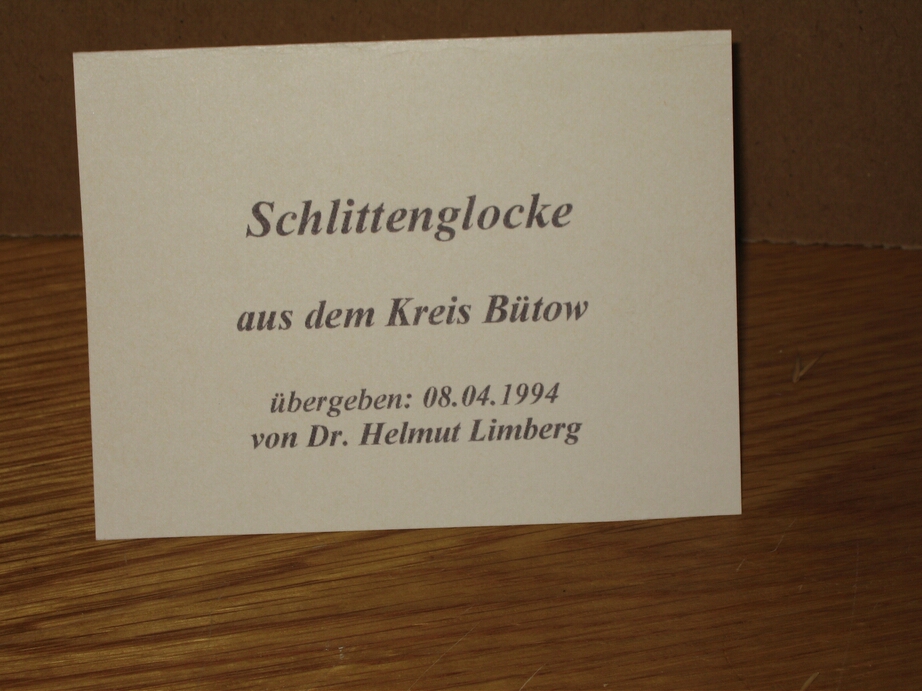 Schlittenglocke
aus dem Kreis Bütow
übergeben: 08.04.1994
von Dr. Helmut Limberg